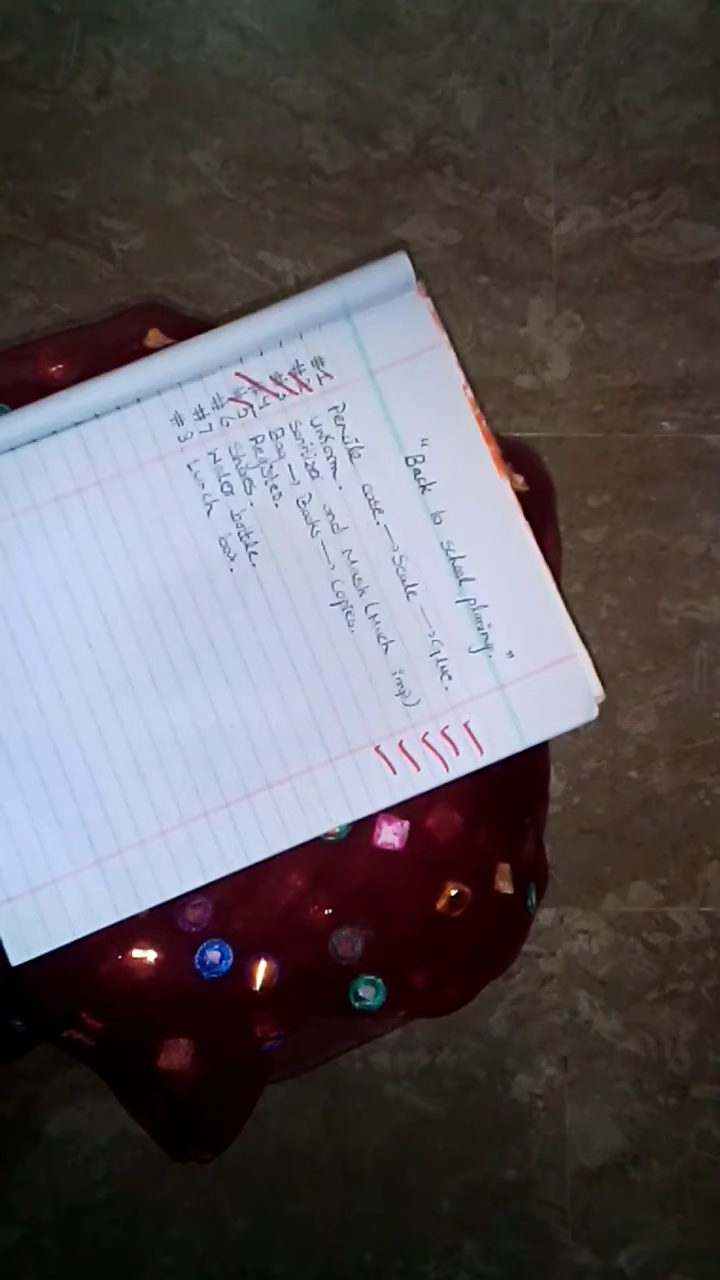 "Back to school planing."
#1 Pencile case. → Scale → Glue.
#2 Uniform.
#3 Sanitizer and Mask (Much imp)
#4 Bag → Books → Copies.
#5 Register.
#6 Shoes.
#7 Water bottle.
#8 Lunch box.